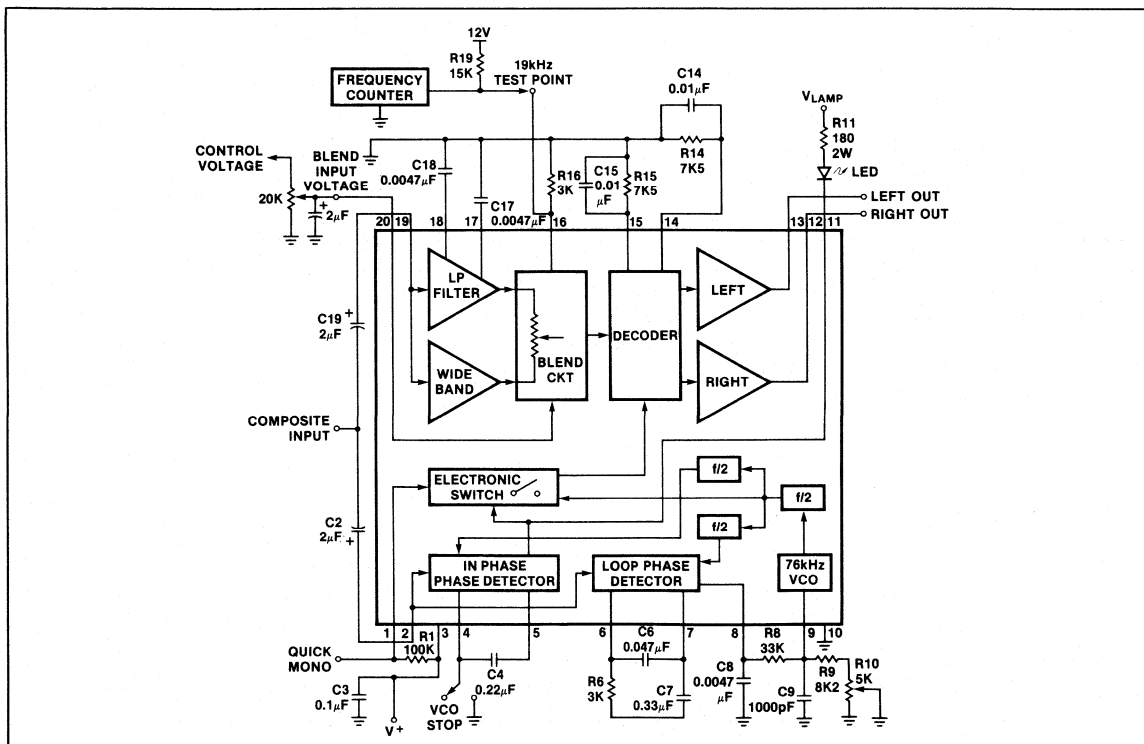 12V
R19
15K
19kHz
TEST POINT
FREQUENCY
COUNTER
C14
0.01µF
VLAMP
R11
180
2W
LED
CONTROL
VOLTAGE
BLEND
INPUT
VOLTAGE
20K
+
2µF
C18
0.0047µF
C17
0.0047µF
R16
3K
C15
0.01
µF
R15
7K5
R14
7K5
LEFT OUT
RIGHT OUT
20 19 18 17 16 15 14 13 12 11
LP
FILTER
WIDE
BAND
BLEND
CKT
DECODER
LEFT
RIGHT
C19 +
2µF
COMPOSITE
INPUT
C2
2µF
+
ELECTRONIC
SWITCH
f/2
f/2
f/2
IN PHASE
PHASE DETECTOR
LOOP PHASE
DETECTOR
76kHz
VCO
1 2 3 4 5 6 7 8 9 10
QUICK
MONO
R1
100K
C3
0.1µF
V+
C4
0.22µF
VCO
STOP
C6
0.047µF
R6
3K
C7
0.33µF
C8
0.0047
µF
R8
33K
C9
1000pF
R9
8K2
R10
5K